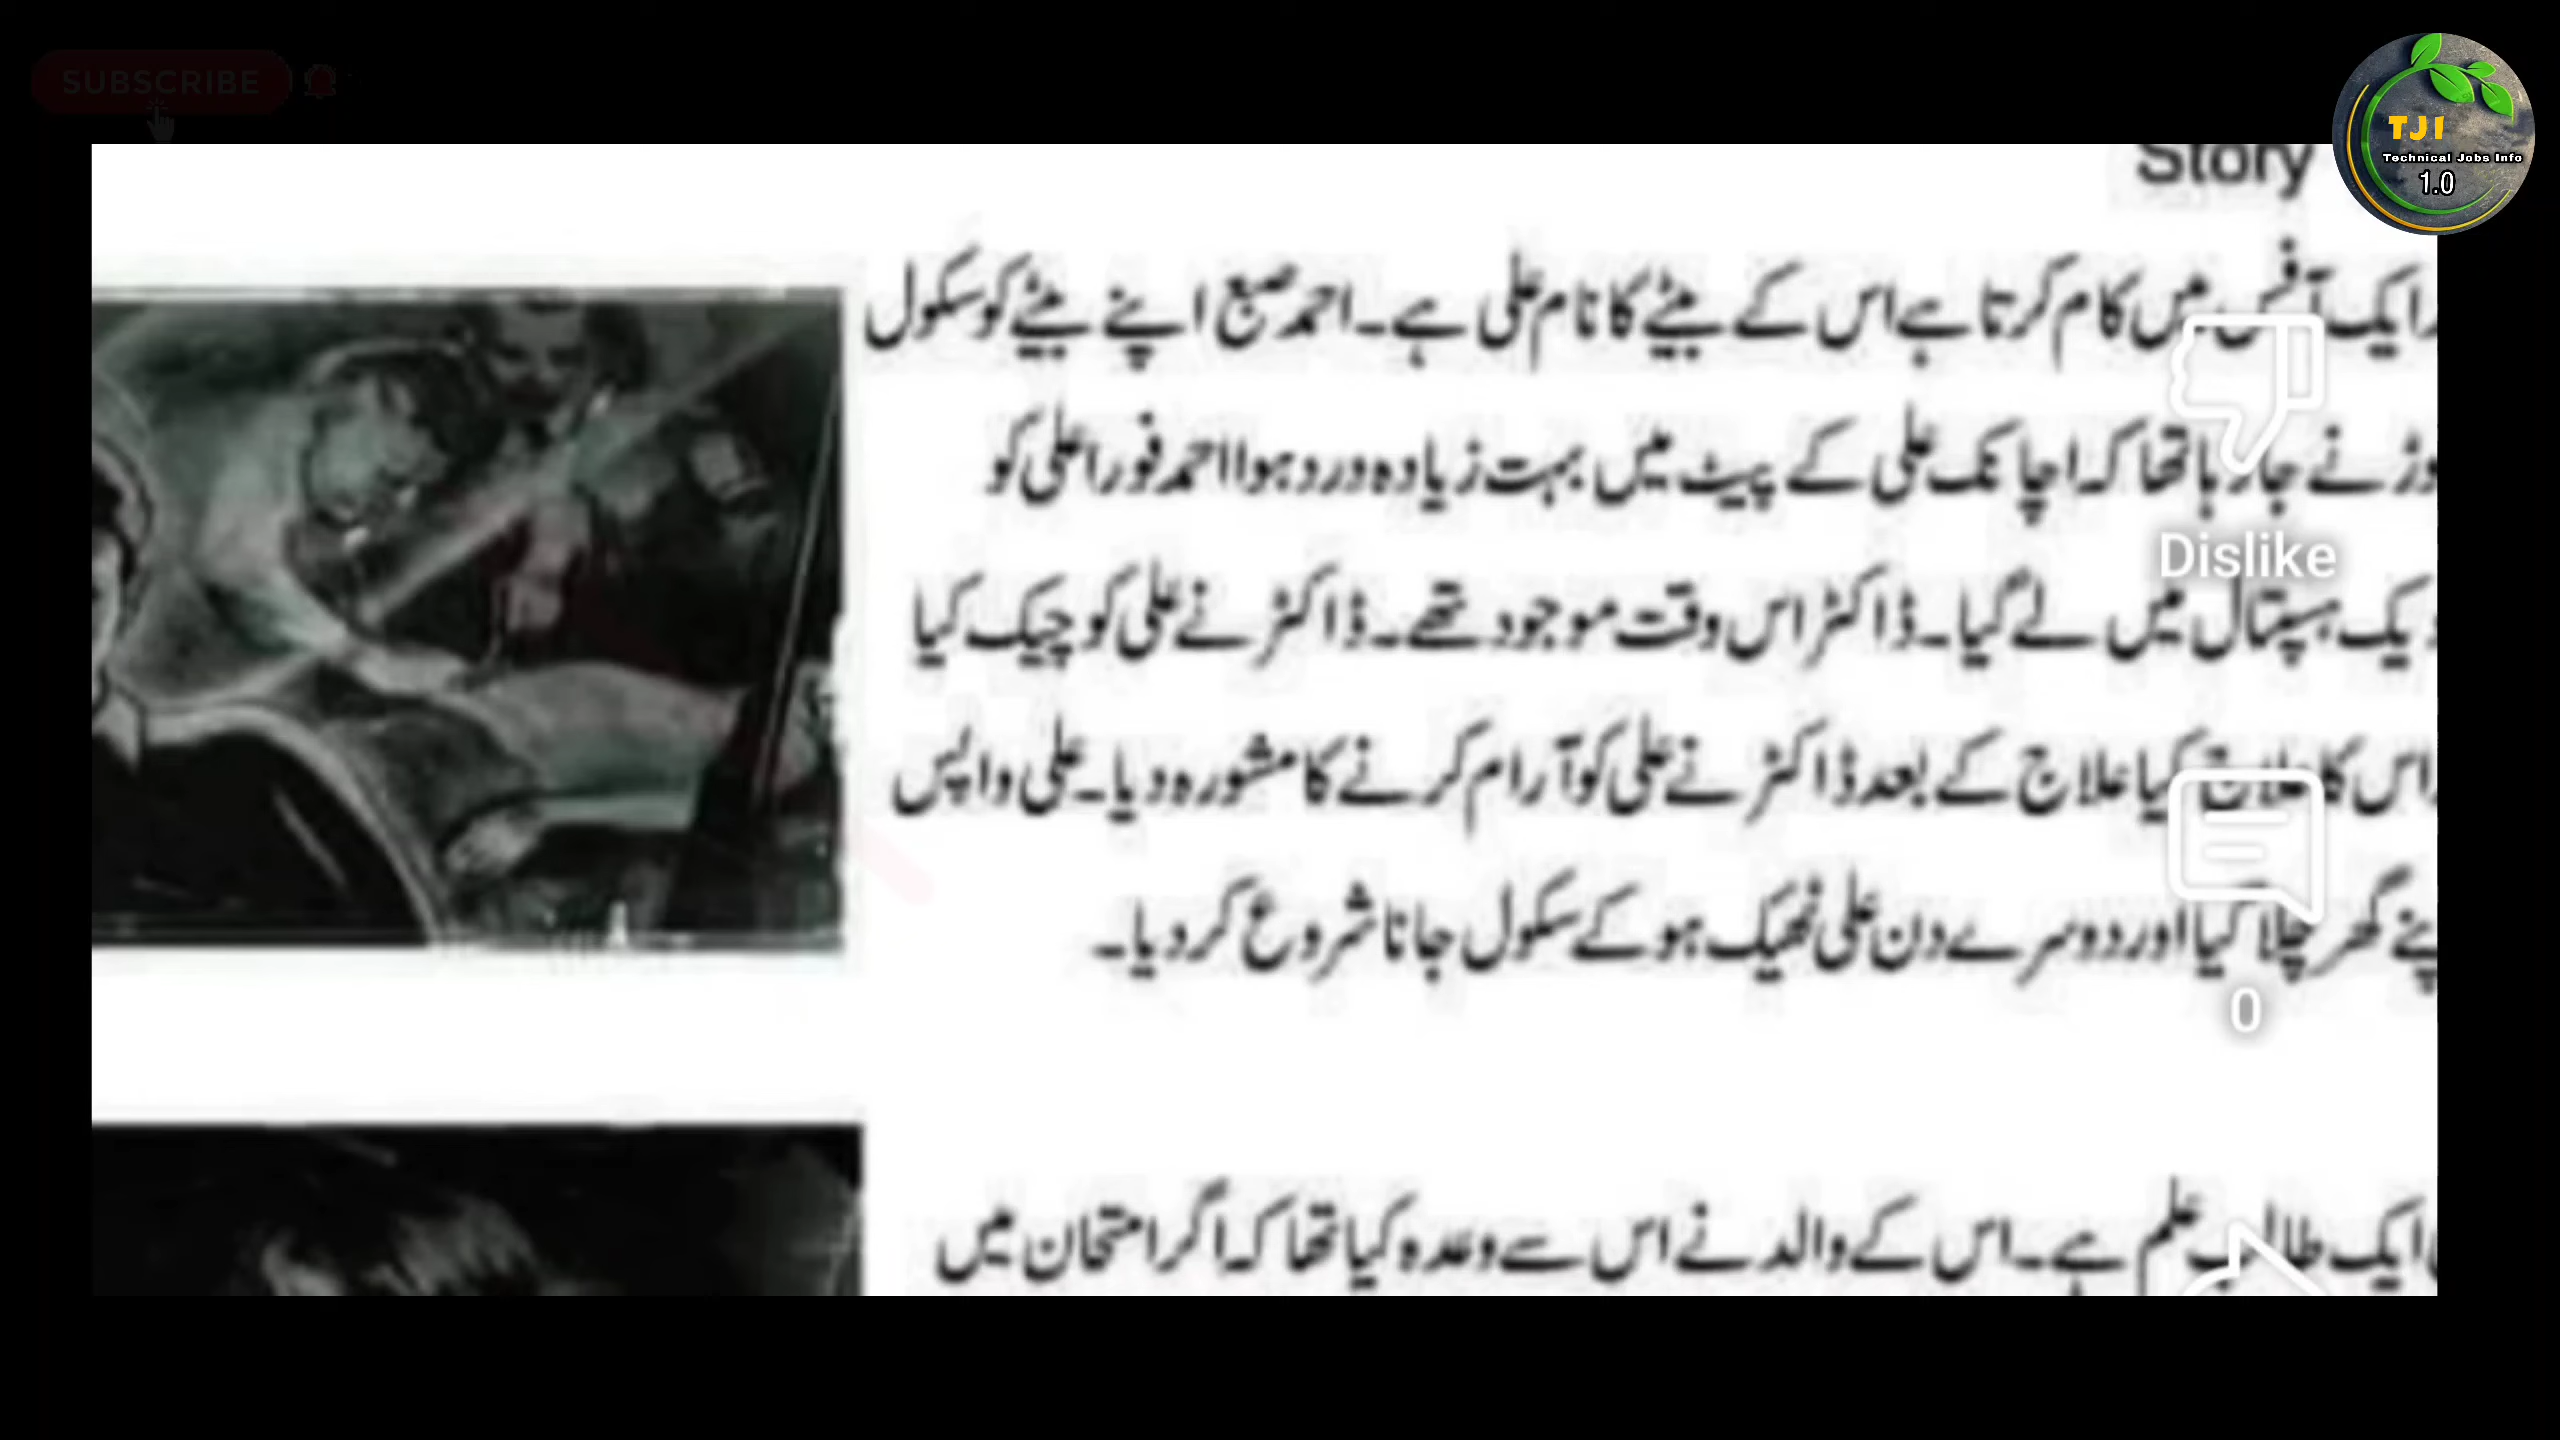 SUBSCRIBE
TJI
Technical Jobs Info
1.0
Story
ایک آفس میں کام کرتا ہے اس کے بیٹے کا نام علی ہے۔ احمد صبح اپنے بیٹے کو سکول
نے جا رہا تھا کہ اچانک علی کے پیٹ میں بہت زیادہ درد ہوا احمد فورا علی کو
Dislike
ہسپتال میں لے گیا۔ ڈاکٹر اس وقت موجود تھے۔ ڈاکٹر نے علی کو چیک کیا
اس کا علاج کیا علاج کے بعد ڈاکٹر نے علی کو آرام کرنے کا مشورہ دیا۔ علی واپس
گھر چلا گیا اور دوسرے دن علی ٹھیک ہو کے سکول جانا شروع کر دیا۔
0
ایک طالب علم ہے۔ اس کے والد نے اس سے وعدہ کیا تھا کہ اگر امتحان میں